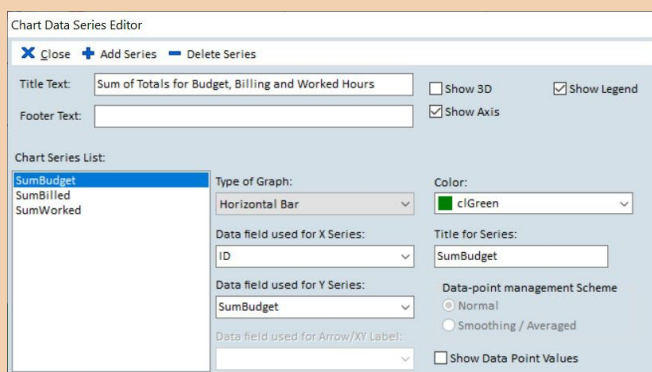 Chart Data Series Editor
Close Add Series Delete Series
Title Text: Sum of Totals for Budget, Billing and Worked Hours
Show 3D Show Legend
Footer Text:
Show Axis
Chart Series List:
SumBudget
SumBilled
SumWorked
Type of Graph:
Horizontal Bar
Data field used for X Series:
ID
Data field used for Y Series:
SumBudget
Data field used for Arrow/XY Label:
Color:
clGreen
Title for Series:
SumBudget
Data-point management Scheme
Normal
Smoothing / Averaged
Show Data Point Values